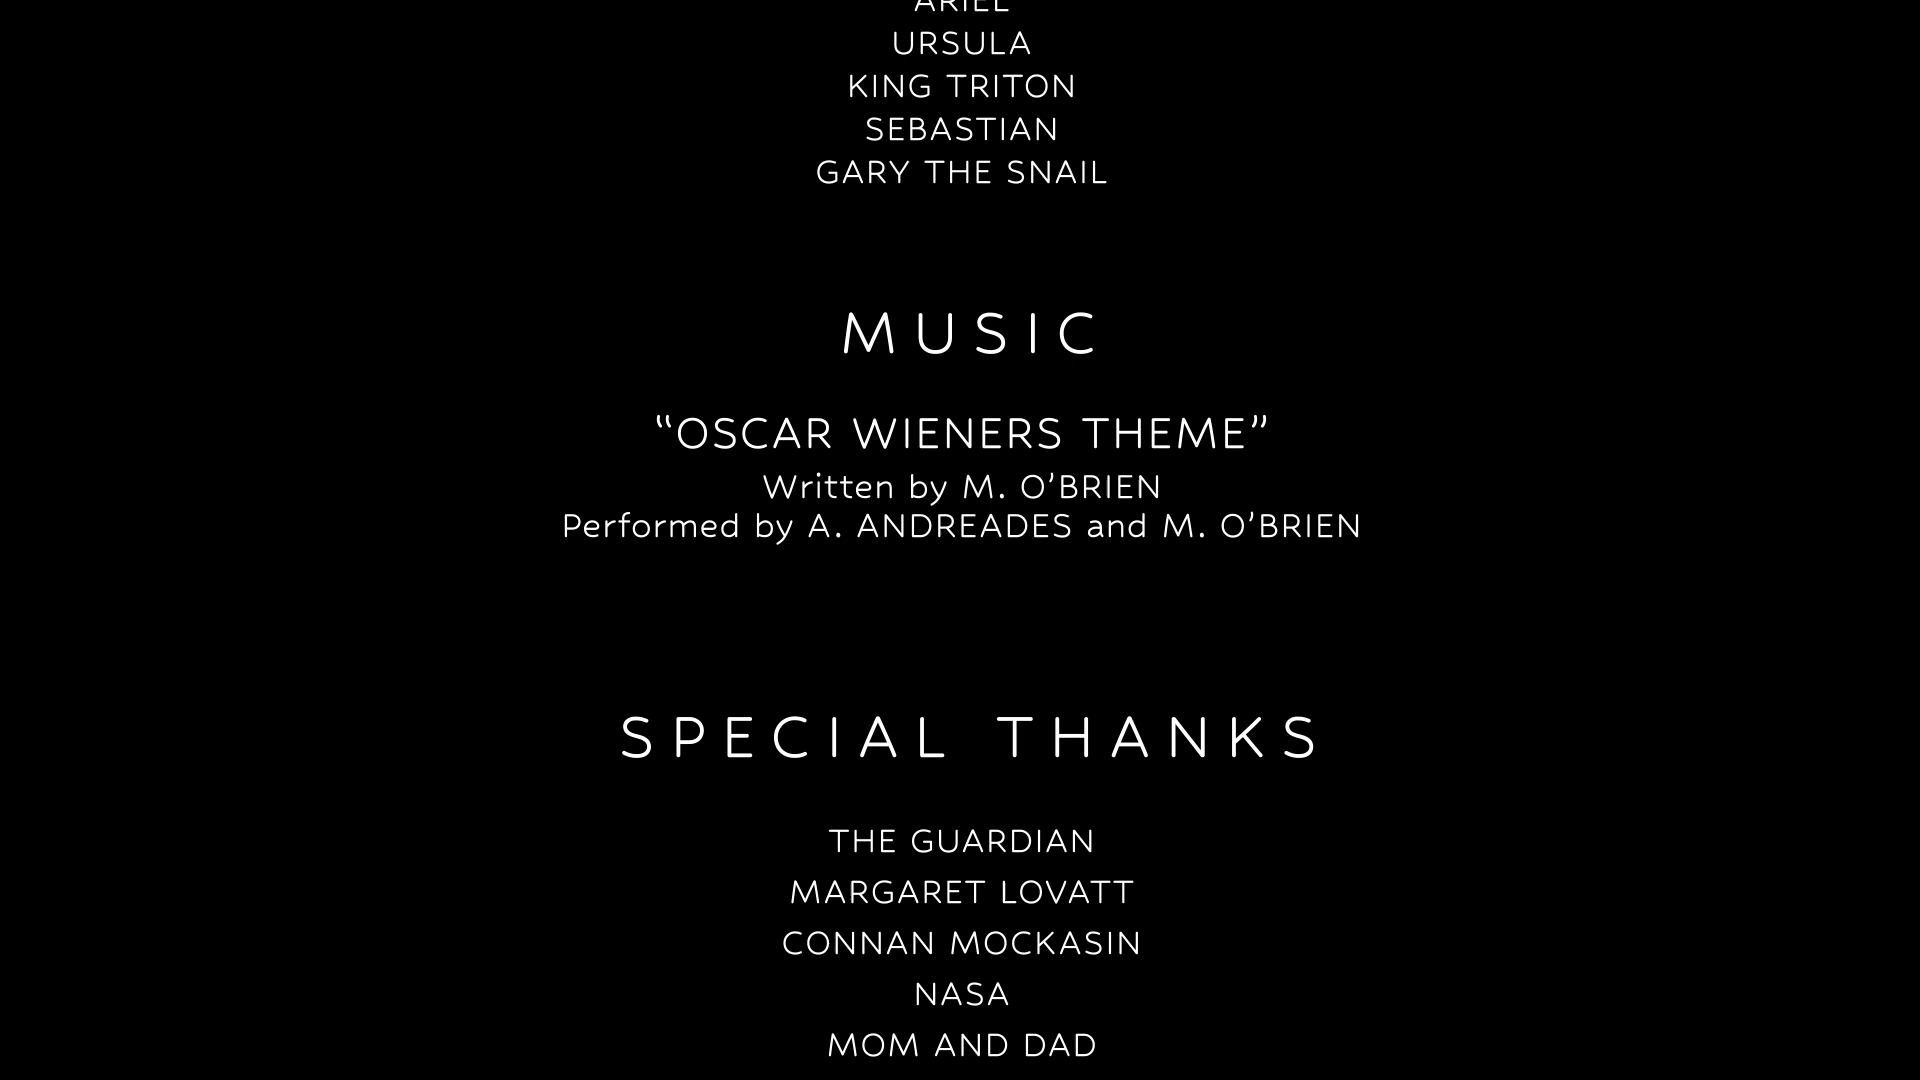 ARIEL
URSULA
KING TRITON
SEBASTIAN
GARY THE SNAIL
MUSIC
“OSCAR WIENERS THEME”
Written by M. O’BRIEN
Performed by A. ANDREADES and M. O’BRIEN
SPECIAL THANKS
THE GUARDIAN
MARGARET LOVATT
CONNAN MOCKASIN
NASA
MOM AND DAD